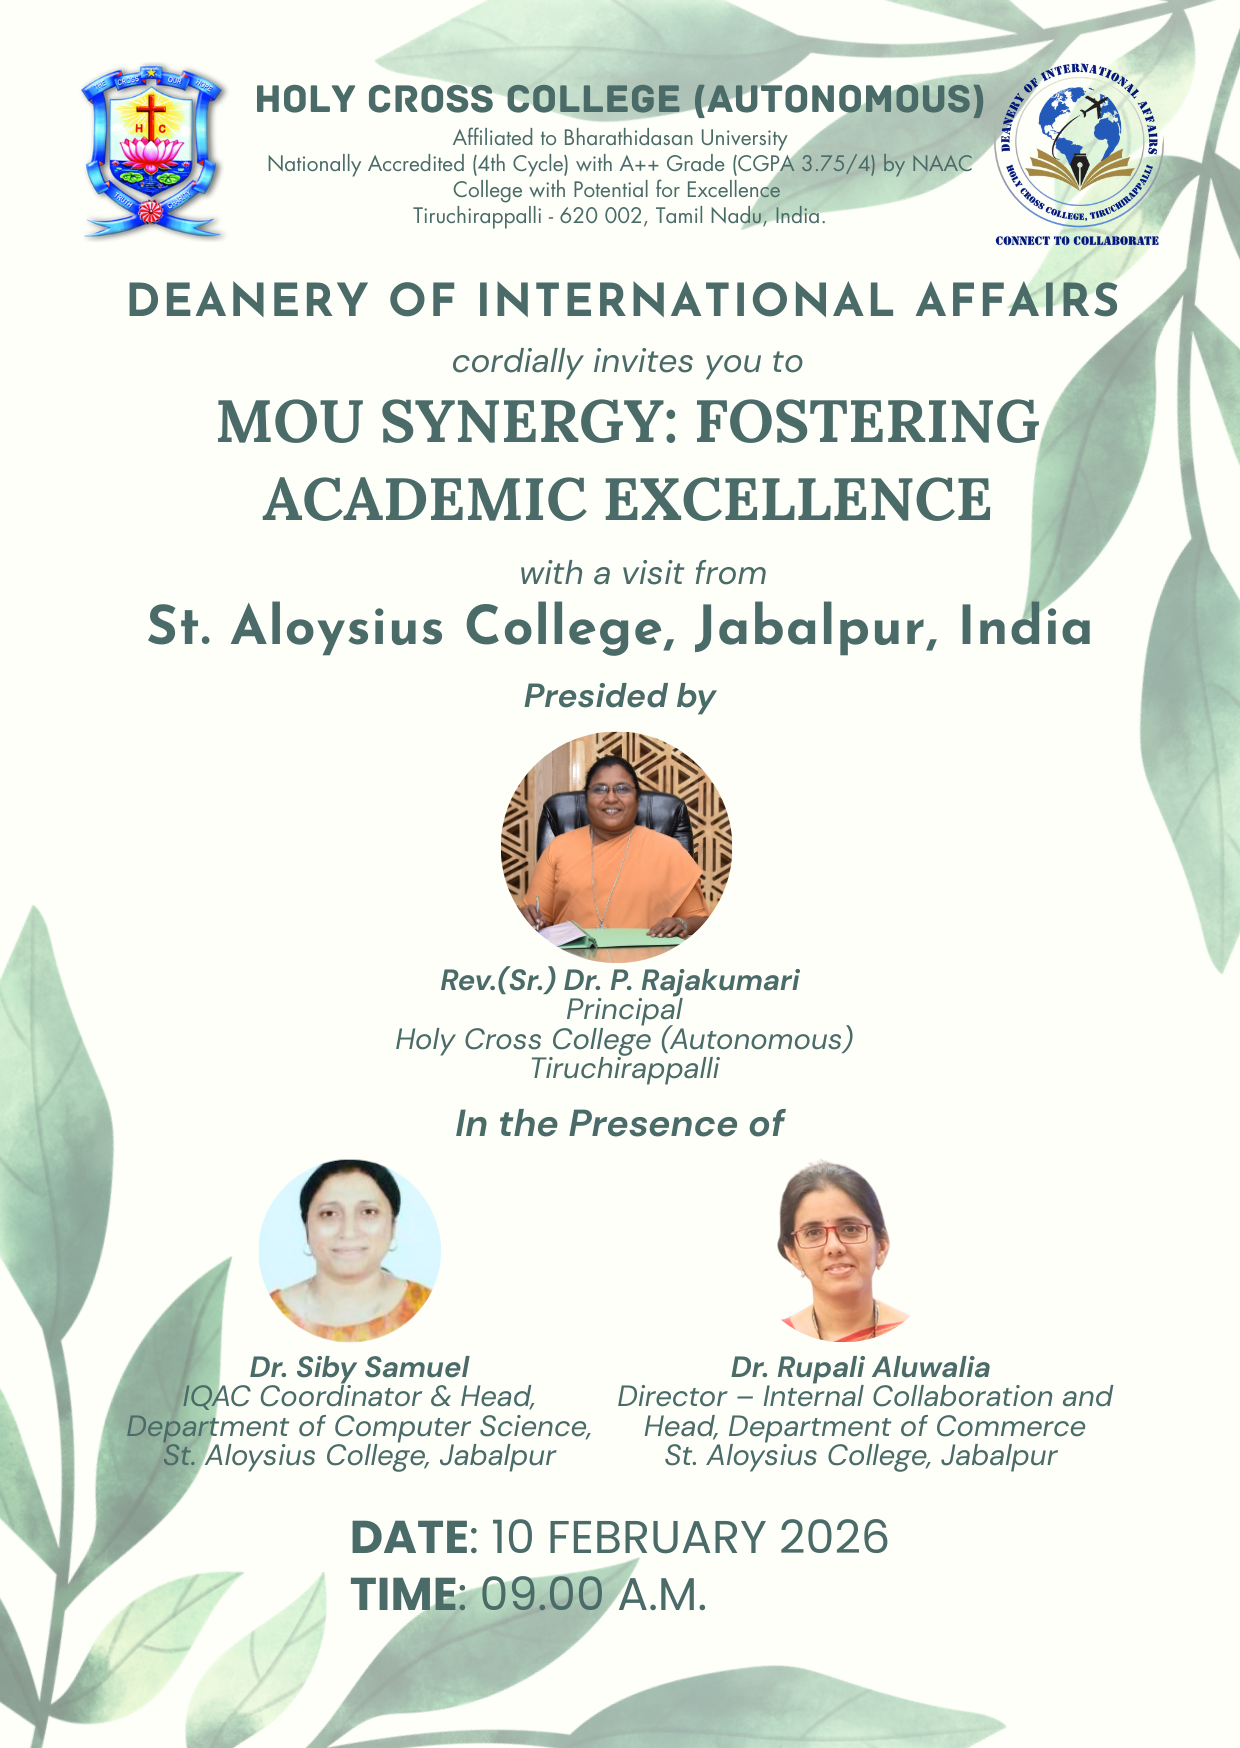 THE CROSS OUR HOPE
H C
TRUTH CHARITY
HOLY CROSS COLLEGE (AUTONOMOUS)
Affiliated to Bharathidasan University
Nationally Accredited (4th Cycle) with A++ Grade (CGPA 3.75/4) by NAAC
College with Potential for Excellence
Tiruchirappalli - 620 002, Tamil Nadu, India.
DEANERY OF INTERNATIONAL AFFAIRS
HOLY CROSS COLLEGE, TIRUCHIRAPPALLI
CONNECT TO COLLABORATE
DEANERY OF INTERNATIONAL AFFAIRS
cordially invites you to
MOU SYNERGY: FOSTERING
ACADEMIC EXCELLENCE
with a visit from
St. Aloysius College, Jabalpur, India
Presided by
Rev.(Sr.) Dr. P. Rajakumari
Principal
Holy Cross College (Autonomous)
Tiruchirappalli
In the Presence of
Dr. Siby Samuel
IQAC Coordinator & Head,
Department of Computer Science,
St. Aloysius College, Jabalpur
Dr. Rupali Aluwalia
Director – Internal Collaboration and
Head, Department of Commerce
St. Aloysius College, Jabalpur
DATE: 10 FEBRUARY 2026
TIME: 09.00 A.M.